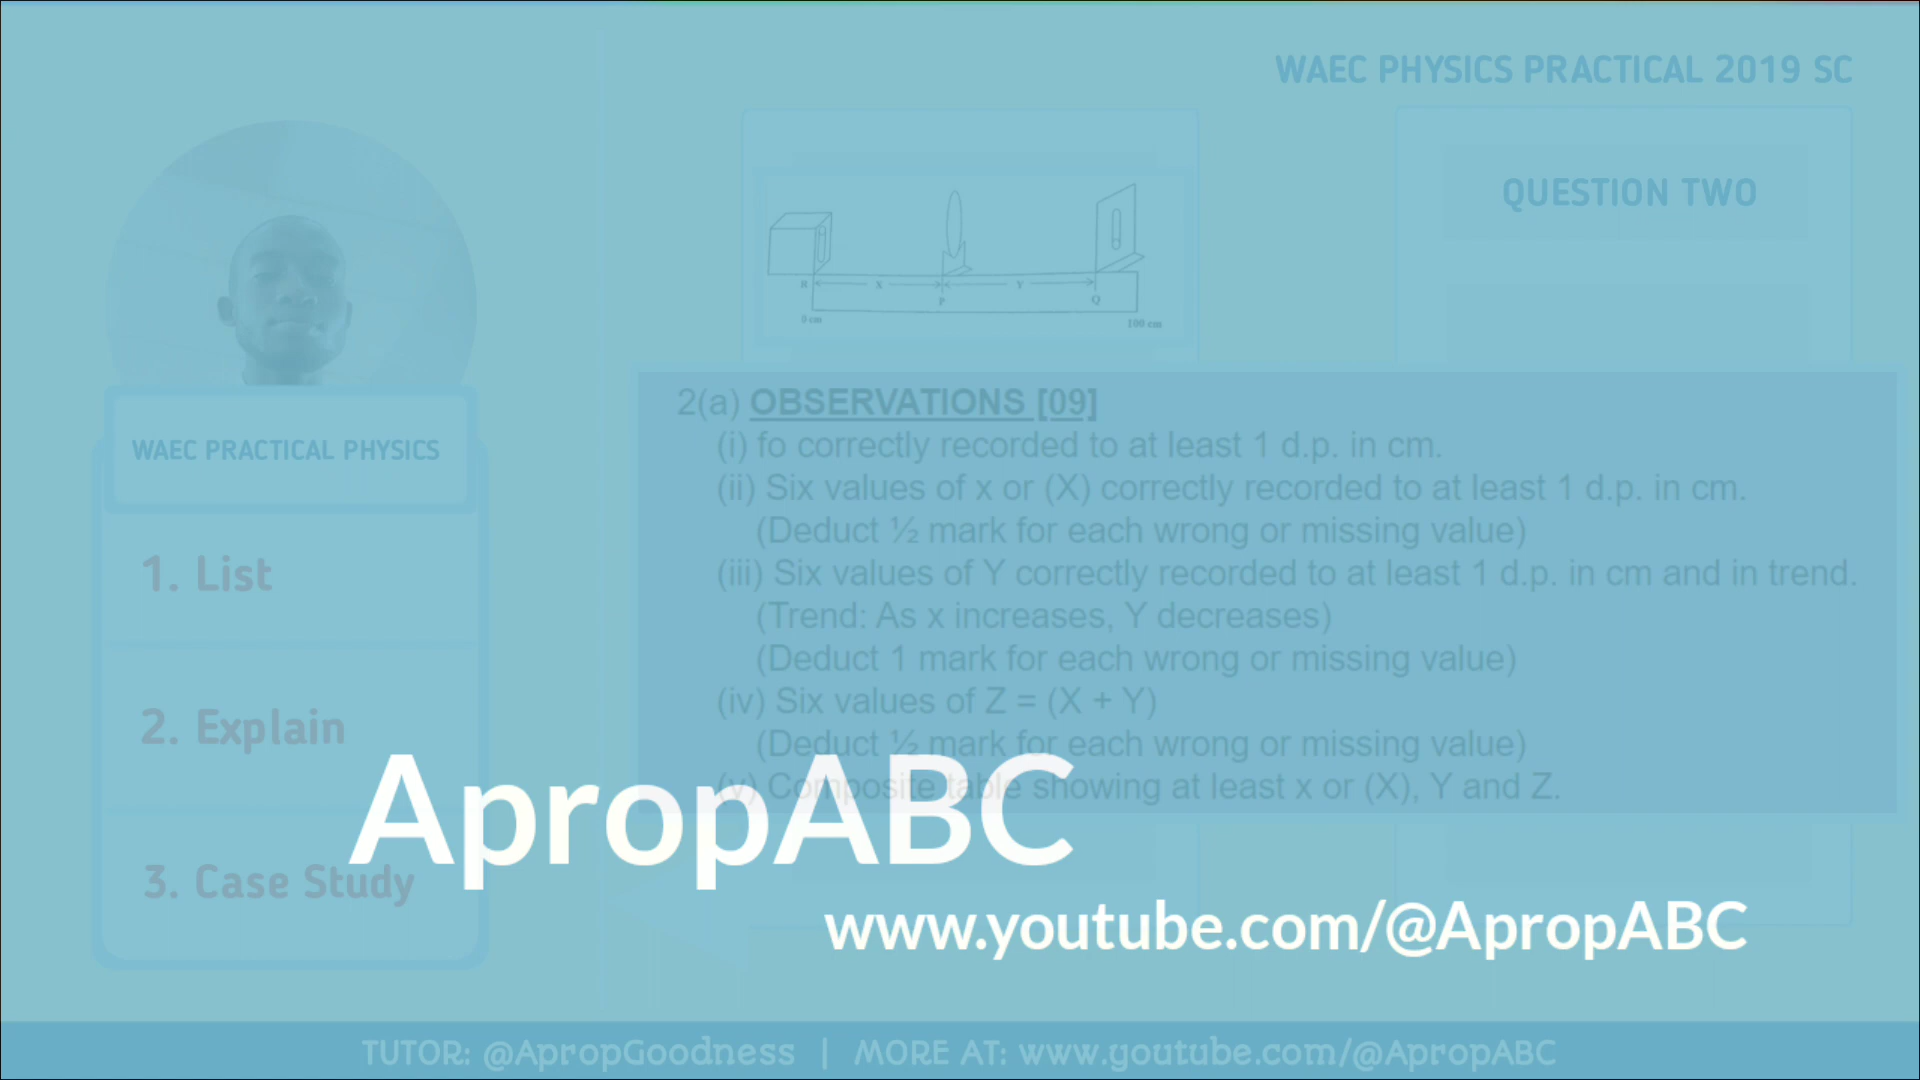 WAEC PHYSICS PRACTICAL 2019 SC
QUESTION TWO
R
X
P
Y
Q
0 cm
100 cm
WAEC PRACTICAL PHYSICS
1. List
2. Explain
3. Case Study
2(a) OBSERVATIONS [09]
(i) fo correctly recorded to at least 1 d.p. in cm.
(ii) Six values of x or (X) correctly recorded to at least 1 d.p. in cm.
(Deduct ½ mark for each wrong or missing value)
(iii) Six values of Y correctly recorded to at least 1 d.p. in cm and in trend.
(Trend: As x increases, Y decreases)
(Deduct 1 mark for each wrong or missing value)
(iv) Six values of Z = (X + Y)
(Deduct ½ mark for each wrong or missing value)
(v) Composite table showing at least x or (X), Y and Z.
ApropABC
www.youtube.com/@ApropABC
TUTOR: @ApropGoodness | MORE AT: www.youtube.com/@ApropABC